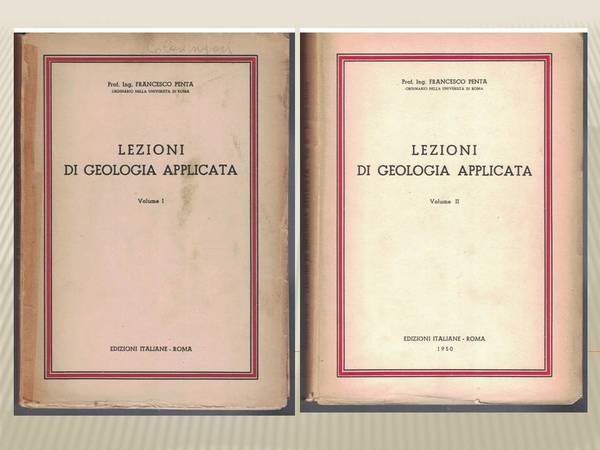 Prof. Ing. FRANCESCO PENTA
ORDINARIO NELLA UNIVERSITÀ DI ROMA
LEZIONI
DI GEOLOGIA APPLICATA
Volume I
EDIZIONI ITALIANE - ROMA
Prof. Ing. FRANCESCO PENTA
ORDINARIO NELLA UNIVERSITÀ DI ROMA
LEZIONI
DI GEOLOGIA APPLICATA
Volume II
EDIZIONI ITALIANE - ROMA
1950